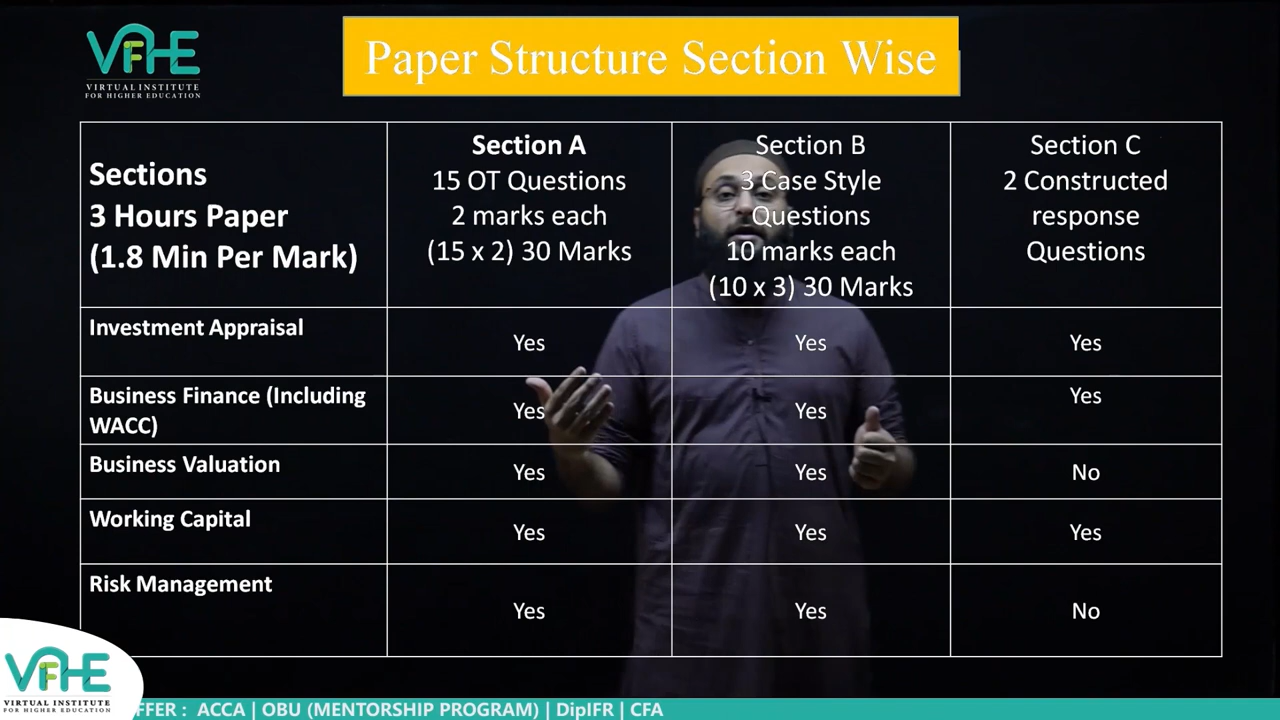 VIFHE
VIRTUAL INSTITUTE
FOR HIGHER EDUCATION
Paper Structure Section Wise
Sections
3 Hours Paper
(1.8 Min Per Mark)
Section A
15 OT Questions
2 marks each
(15 x 2) 30 Marks
Section B
3 Case Style
Questions
10 marks each
(10 x 3) 30 Marks
Section C
2 Constructed
response
Questions
Investment Appraisal
Yes
Yes
Yes
Business Finance (Including
WACC)
Yes
Yes
Yes
Business Valuation
Yes
Yes
No
Working Capital
Yes
Yes
Yes
Risk Management
Yes
Yes
No
VIFHE
VIRTUAL INSTITUTE
FOR HIGHER EDUCATION
FFER : ACCA | OBU (MENTORSHIP PROGRAM) | DipIFR | CFA